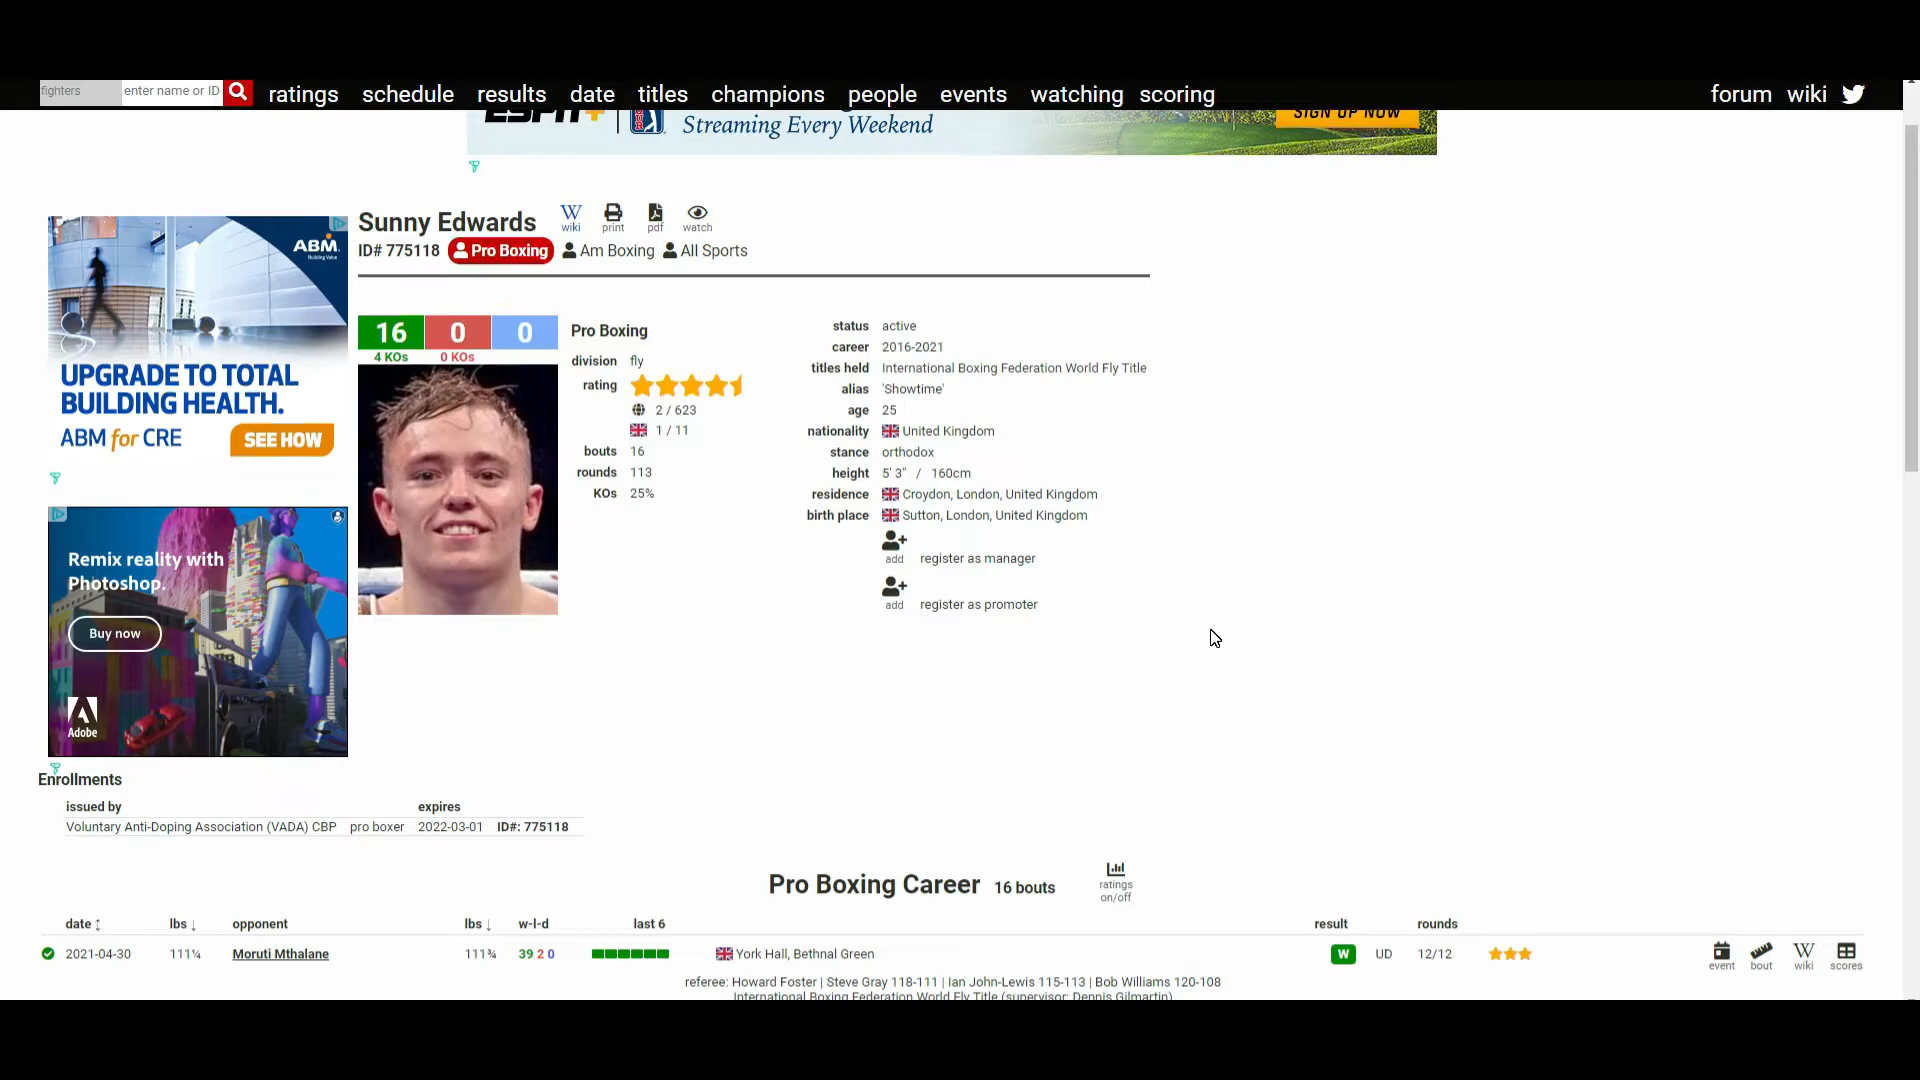 fighters enter name or ID ratings schedule results date titles champions people events watching scoring forum wiki
ESPN+ Streaming Every Weekend SIGN UP NOW
Sunny Edwards wiki print pdf watch
ID# 775118 Pro Boxing Am Boxing All Sports
ABM
Building Value
UPGRADE TO TOTAL
BUILDING HEALTH.
ABM for CRE SEE HOW
Remix reality with
Photoshop.
Buy now
Adobe
16 0 0
4 KOs 0 KOs
Pro Boxing
division fly
rating
2 / 623
1 / 11
bouts 16
rounds 113
KOs 25%
status active
career 2016-2021
titles held International Boxing Federation World Fly Title
alias 'Showtime'
age 25
nationality United Kingdom
stance orthodox
height 5' 3" / 160cm
residence Croydon, London, United Kingdom
birth place Sutton, London, United Kingdom
add register as manager
add register as promoter
Enrollments
issued by expires
Voluntary Anti-Doping Association (VADA) CBP pro boxer 2022-03-01 ID#: 775118
Pro Boxing Career 16 bouts ratings on/off
date lbs opponent lbs w-l-d last 6 result rounds
2021-04-30 111¼ Moruti Mthalane 111¾ 39 2 0 York Hall, Bethnal Green W UD 12/12 event bout wiki scores
referee: Howard Foster | Steve Gray 118-111 | Ian John-Lewis 115-113 | Bob Williams 120-108
International Boxing Federation World Fly Title (supervisor: Dennis Gilmartin)